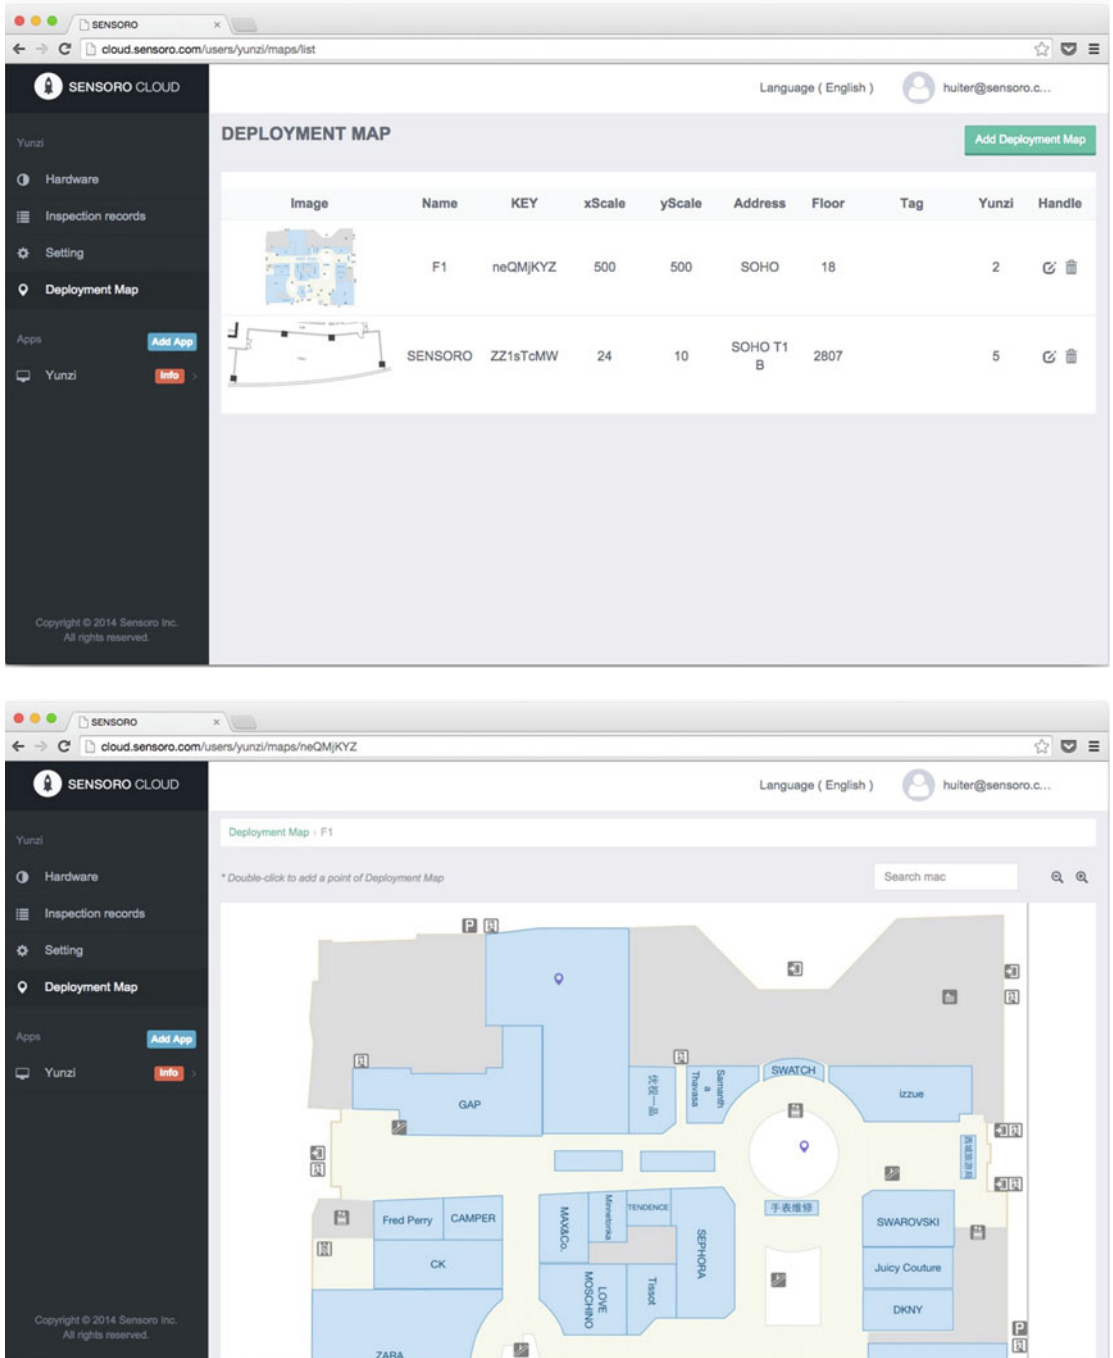 SENSORO
cloud.sensoro.com/users/yunzi/maps/list
SENSORO CLOUD
Language ( English )
huiter@sensoro.c...
Yunzi
Hardware
Inspection records
Setting
Deployment Map
Apps
Add App
Yunzi
Info
DEPLOYMENT MAP
Add Deployment Map
Image Name KEY xScale yScale Address Floor Tag Yunzi Handle
F1 neQMjKYZ 500 500 SOHO 18 2
SENSORO ZZ1sTcMW 24 10 SOHO T1 B 2807 5
Copyright © 2014 Sensoro Inc.
All rights reserved.
SENSORO
cloud.sensoro.com/users/yunzi/maps/neQMjKYZ
SENSORO CLOUD
Language ( English )
huiter@sensoro.c...
Yunzi
Hardware
Inspection records
Setting
Deployment Map
Apps
Add App
Yunzi
Info
Deployment Map › F1
* Double-click to add a point of Deployment Map
Search mac
P
SWATCH
Samanth
a
Thavasa
izzue
GAP
手表维修
Fred Perry
CAMPER
MAX&Co.
Minnetonka
TENDENCE
SEPHORA
SWAROVSKI
CK
LOVE
MOSCHINO
Tissot
Juicy Couture
DKNY
P
ZARA
Copyright © 2014 Sensoro Inc.
All rights reserved.